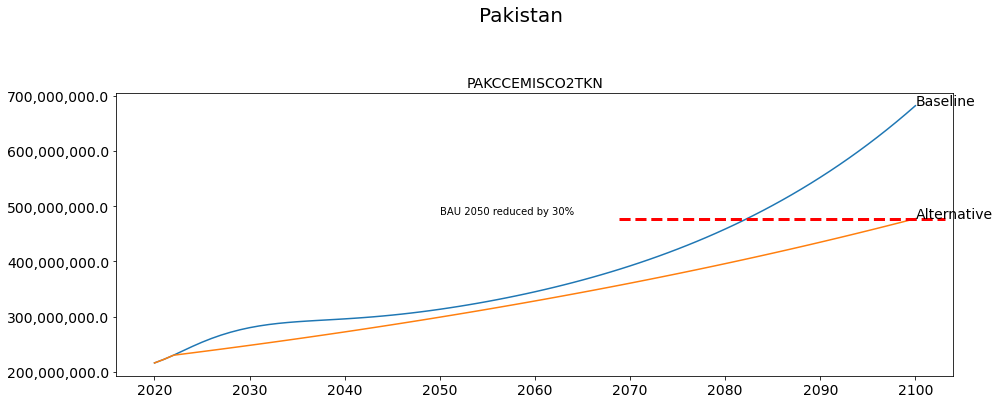 Pakistan
PAKCCEMISCO2TKN
700,000,000.0
Baseline
600,000,000.0
BAU 2050 reduced by 30%
500,000,000.0
Alternative
400,000,000.0
300,000,000.0
200,000,000.0
2020 2030 2040 2050 2060 2070 2080 2090 2100